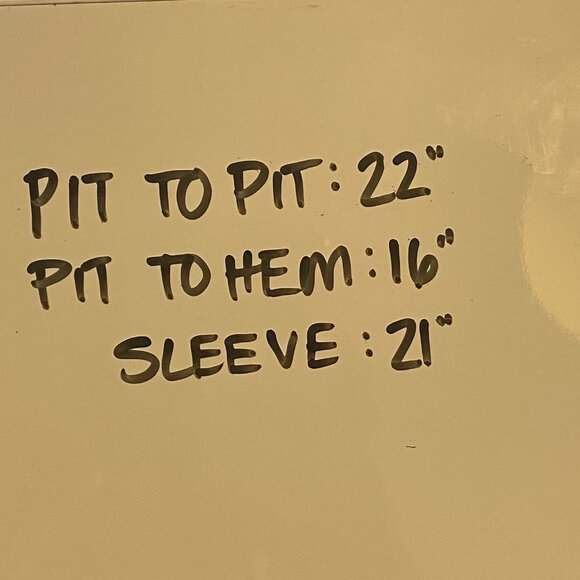 PIT TO PIT: 22"
PIT TO HEM: 16"
SLEEVE: 21"